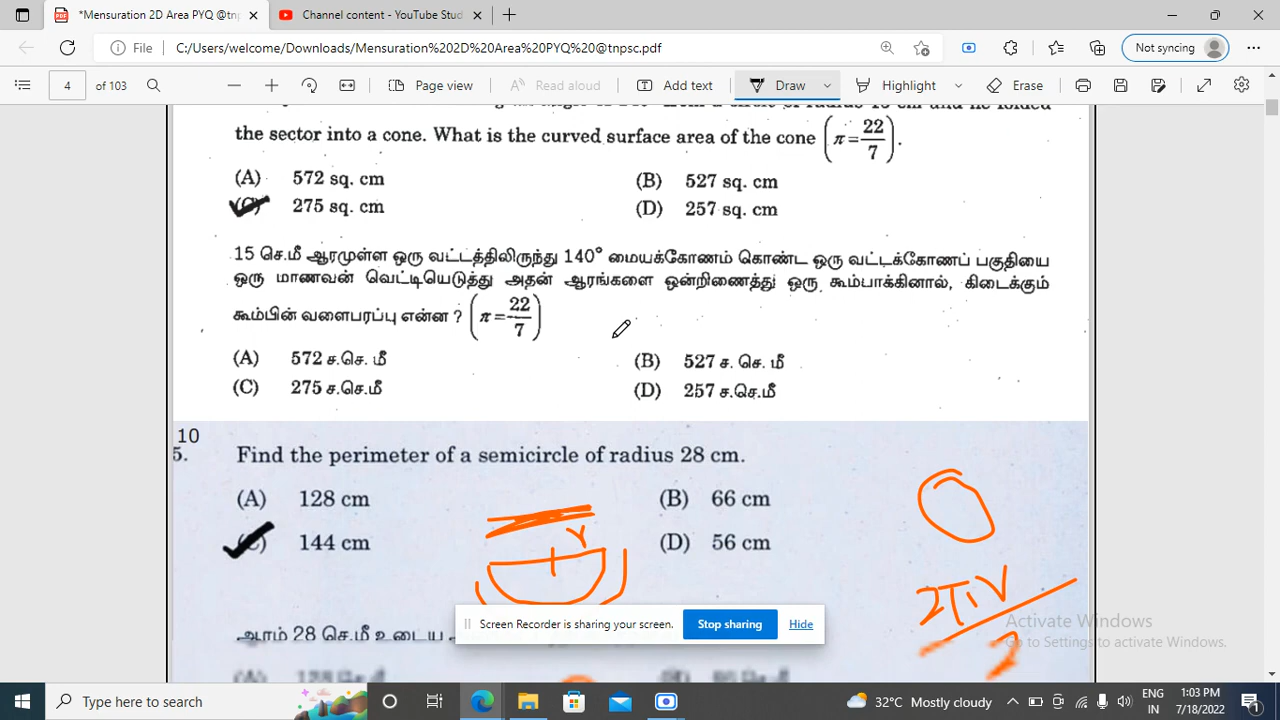 *Mensuration 2D Area PYQ @tnp
Channel content - YouTube Stud
File C:/Users/welcome/Downloads/Mensuration%202D%20Area%20PYQ%20@tnpsc.pdf Not syncing
4 of 103 Page view Read aloud Add text Draw Highlight Erase
the sector into a cone. What is the curved surface area of the cone (π = 22/7).
(A) 572 sq. cm (B) 527 sq. cm
(C) 275 sq. cm (D) 257 sq. cm
15 செ.மீ ஆரமுள்ள ஒரு வட்டத்திலிருந்து 140° மையக்கோணம் கொண்ட ஒரு வட்டக்கோணப் பகுதியை
ஒரு மாணவன் வெட்டியெடுத்து அதன் ஆரங்களை ஒன்றிணைத்து ஒரு கூம்பாக்கினால், கிடைக்கும்
கூம்பின் வளைபரப்பு என்ன ? (π = 22/7)
(A) 572 ச.செ. மீ (B) 527 ச. செ. மீ
(C) 275 ச.செ.மீ (D) 257 ச.செ.மீ
10
5. Find the perimeter of a semicircle of radius 28 cm.
(A) 128 cm (B) 66 cm
(C) 144 cm (D) 56 cm
r
2πr
2
Screen Recorder is sharing your screen. Stop sharing Hide
ஆரம் 28 செ.மீ உடைய
Activate Windows
Go to Settings to activate Windows.
Type here to search 32°C Mostly cloudy ENG IN 1:03 PM 7/18/2022